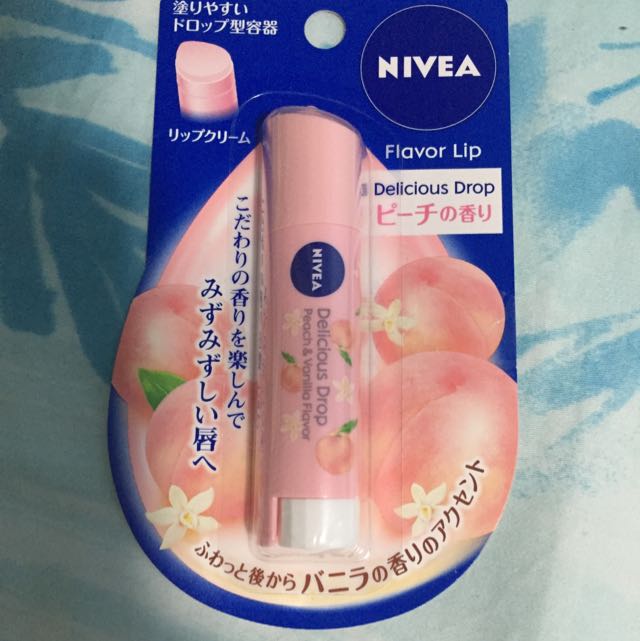 塗りやすい
ドロップ型容器
リップクリーム
NIVEA
Flavor Lip
Delicious Drop
ピーチの香り
こだわりの香りを楽しんで
みずみずしい唇へ
NIVEA
Delicious Drop
Peach & Vanilla Flavor
ふわっと後からバニラの香りのアクセント